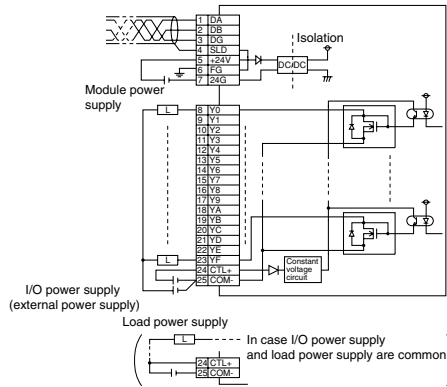 1 DA
2 DB
3 DG
4 SLD
5 +24V
6 FG
7 24G
Isolation
DC/DC
Module power
supply
L
8 Y0
9 Y1
10 Y2
11 Y3
12 Y4
13 Y5
14 Y6
15 Y7
16 Y8
17 Y9
18 YA
19 YB
20 YC
21 YD
22 YE
L
23 YF
24 CTL+
25 COM-
Constant
voltage
circuit
I/O power supply
(external power supply)
Load power supply
L
In case I/O power supply
and load power supply are common
24 CTL+
25 COM-